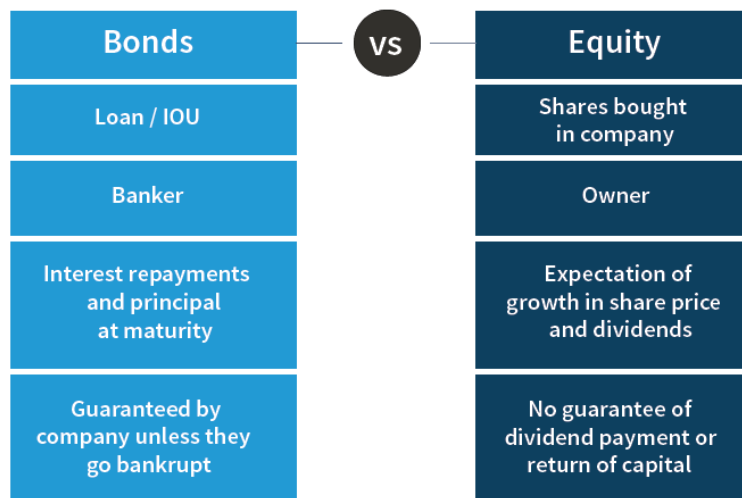 Bonds
vs
Equity
Loan / IOU
Shares bought
in company
Banker
Owner
Interest repayments
and principal
at maturity
Expectation of
growth in share price
and dividends
Guaranteed by
company unless they
go bankrupt
No guarantee of
dividend payment or
return of capital